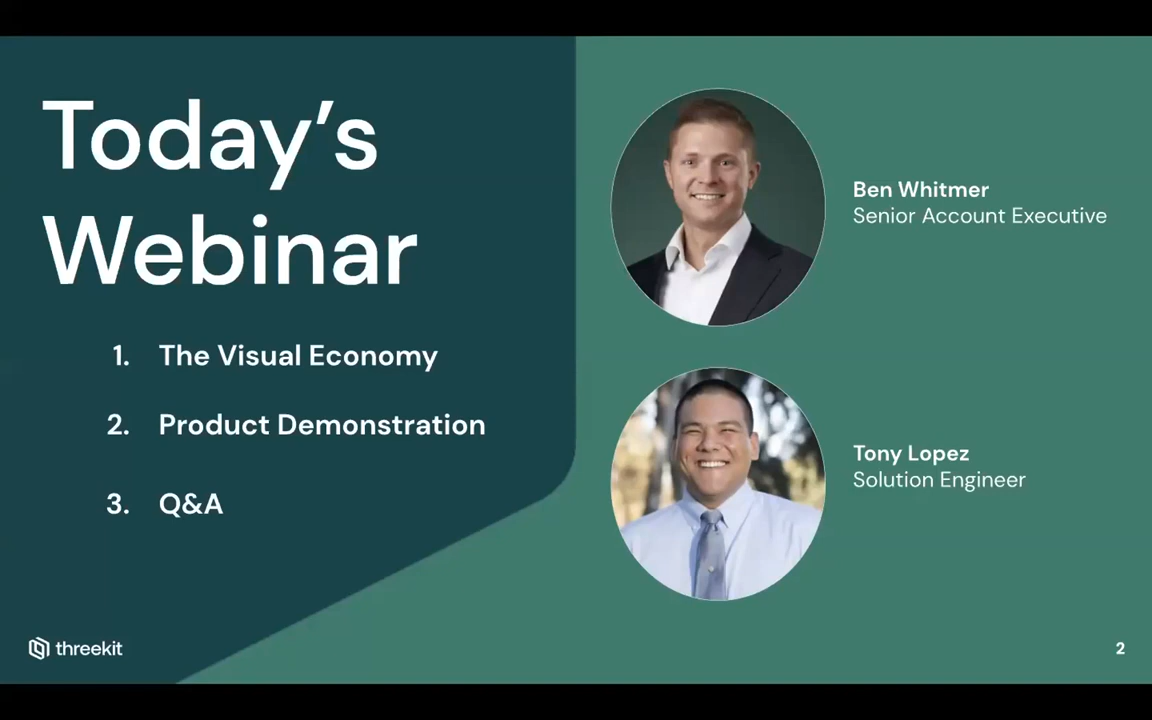 Today’s
Webinar
1. The Visual Economy
2. Product Demonstration
3. Q&A
Ben Whitmer
Senior Account Executive
Tony Lopez
Solution Engineer
threekit
2